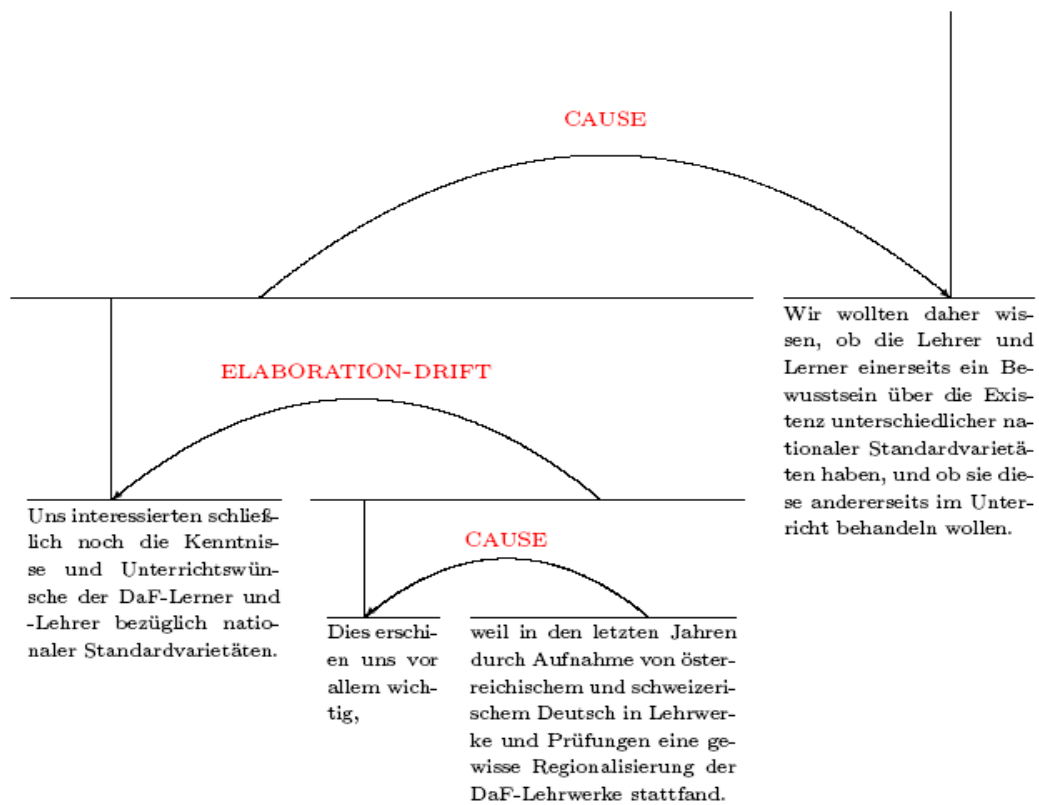 CAUSE
Wir wollten daher wis-
sen, ob die Lehrer und
Lerner einerseits ein Be-
wusstsein über die Exis-
tenz unterschiedlicher na-
tionaler Standardvarietä-
ten haben, und ob sie die-
se andererseits im Unter-
richt behandeln wollen.
ELABORATION-DRIFT
Uns interessierten schließ-
lich noch die Kenntnis-
se und Unterrichtswün-
sche der DaF-Lerner und
-Lehrer bezüglich natio-
naler Standardvarietäten.
CAUSE
Dies erschi-
en uns vor
allem wich-
tig,
weil in den letzten Jahren
durch Aufnahme von öster-
reichischem und schweizeri-
schem Deutsch in Lehrwer-
ke und Prüfungen eine ge-
wisse Regionalisierung der
DaF-Lehrwerke stattfand.